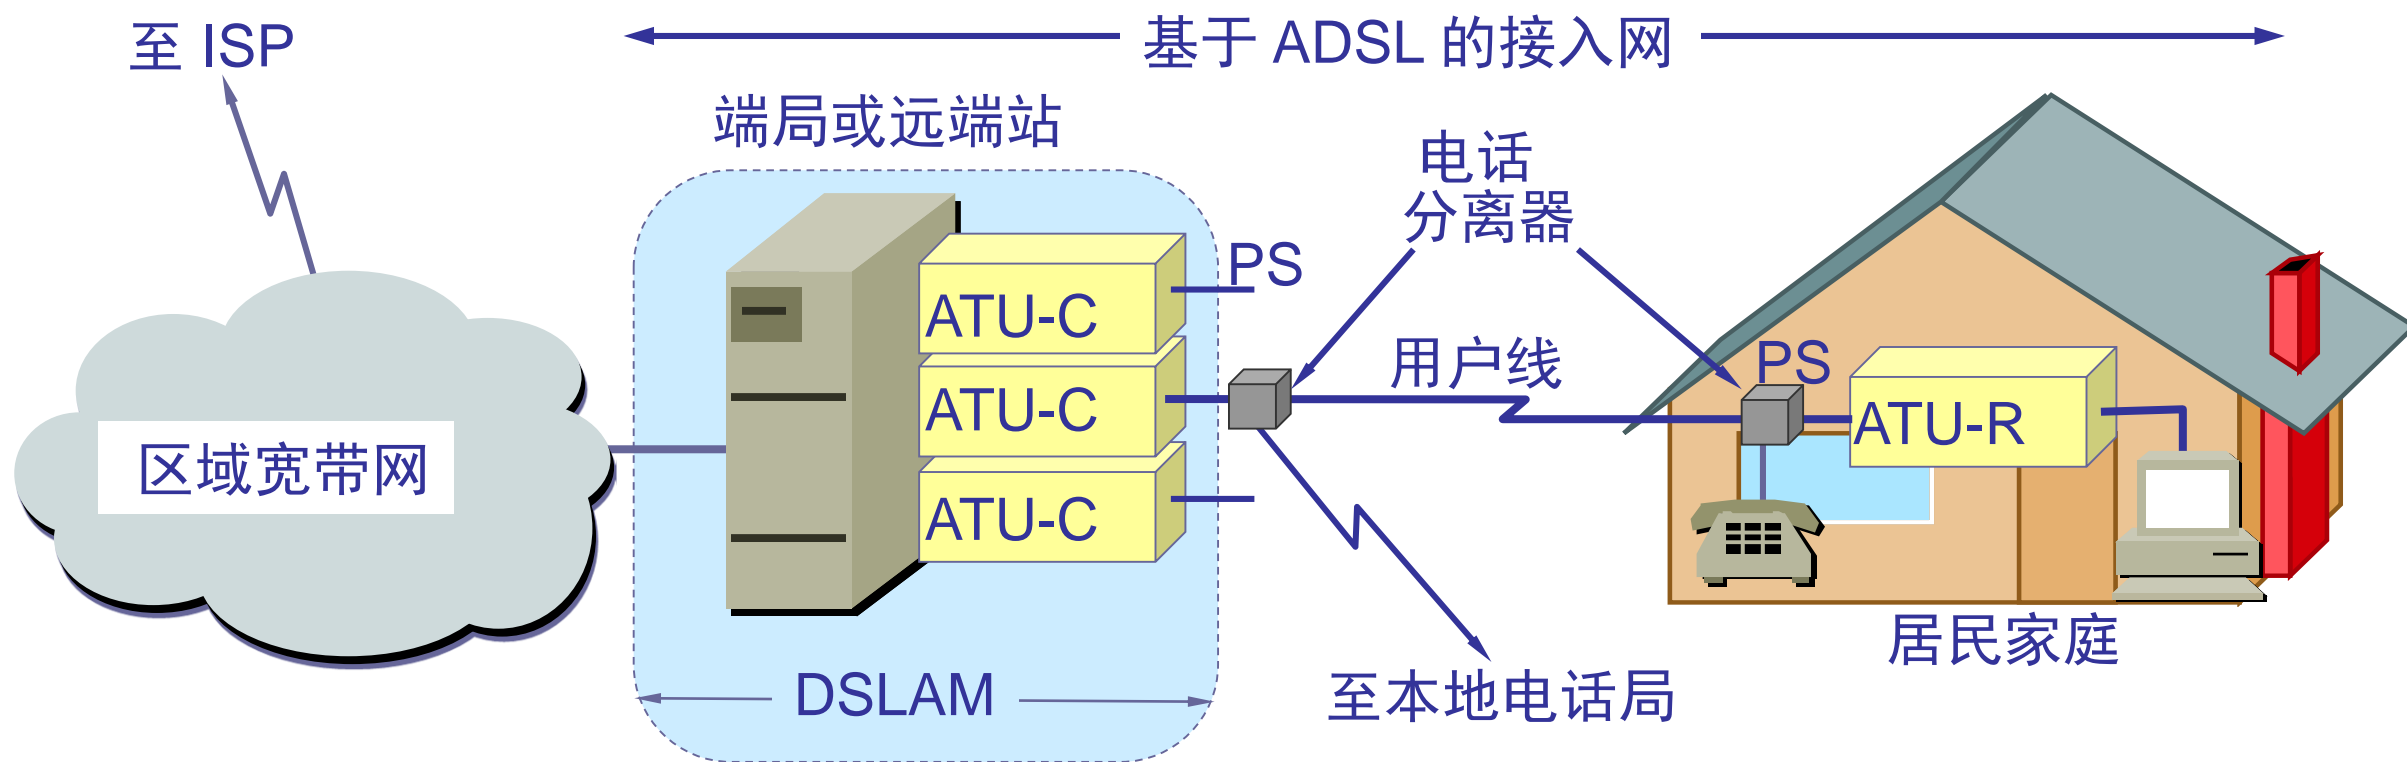 至 ISP
基于 ADSL 的接入网
端局或远端站
电话
分离器
PS
ATU-C
用户线
PS
ATU-C
ATU-R
区域宽带网
ATU-C
居民家庭
DSLAM
至本地电话局